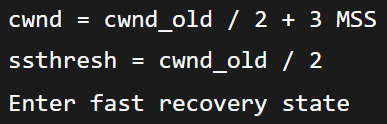 cwnd = cwnd_old / 2 + 3 MSS
ssthresh = cwnd_old / 2
Enter fast recovery state